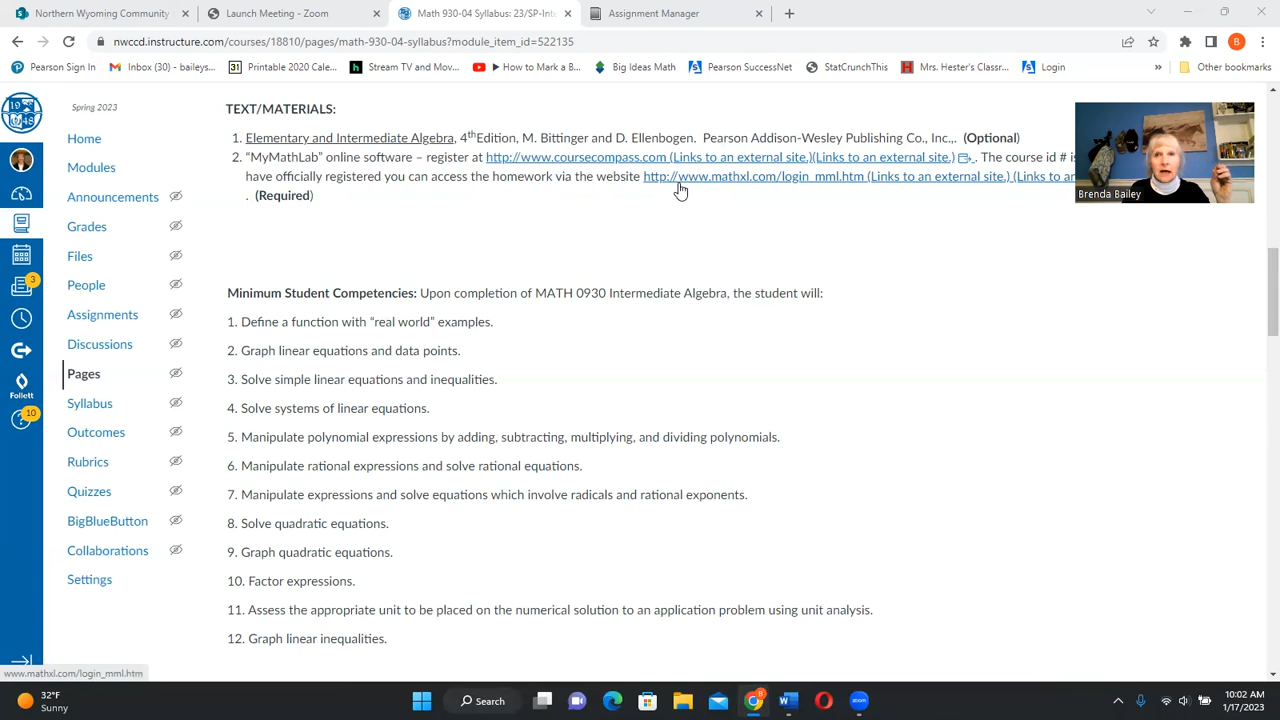 Northern Wyoming Community
Launch Meeting - Zoom
Math 930-04 Syllabus: 23/SP-Inte
Assignment Manager
nwccd.instructure.com/courses/18810/pages/math-930-04-syllabus?module_item_id=522135
B
Pearson Sign In
Inbox (30) - baileys...
31
Printable 2020 Cale...
h
Stream TV and Mov...
► How to Mark a B...
Big Ideas Math
Pearson SuccessNet
StatCrunchThis
H
Mrs. Hester's Classr...
Login
»
Other bookmarks
19 48
Spring 2023
Home
Modules
Announcements
Grades
Files
People
Assignments
Discussions
Pages
Syllabus
Outcomes
Rubrics
Quizzes
BigBlueButton
Collaborations
Settings
3
Follett
10
TEXT/MATERIALS:
1. Elementary and Intermediate Algebra, 4thEdition, M. Bittinger and D. Ellenbogen. Pearson Addison-Wesley Publishing Co., Inc,., (Optional)
2. "MyMathLab" online software – register at http://www.coursecompass.com (Links to an external site.)(Links to an external site.) . The course id # is
have officially registered you can access the homework via the website http://www.mathxl.com/login_mml.htm (Links to an external site.) (Links to an
. (Required)
Brenda Bailey
Minimum Student Competencies: Upon completion of MATH 0930 Intermediate Algebra, the student will:
1. Define a function with "real world" examples.
2. Graph linear equations and data points.
3. Solve simple linear equations and inequalities.
4. Solve systems of linear equations.
5. Manipulate polynomial expressions by adding, subtracting, multiplying, and dividing polynomials.
6. Manipulate rational expressions and solve rational equations.
7. Manipulate expressions and solve equations which involve radicals and rational exponents.
8. Solve quadratic equations.
9. Graph quadratic equations.
10. Factor expressions.
11. Assess the appropriate unit to be placed on the numerical solution to an application problem using unit analysis.
12. Graph linear inequalities.
www.mathxl.com/login_mml.htm
32°F
Sunny
Search
zoom
10:02 AM
1/17/2023